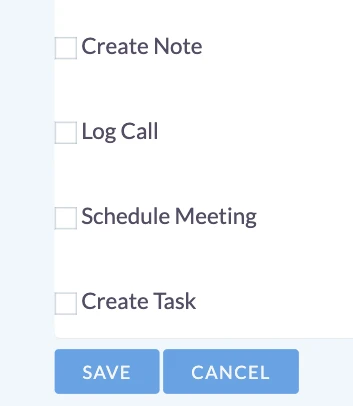 Create Note
Log Call
Schedule Meeting
Create Task
SAVE CANCEL